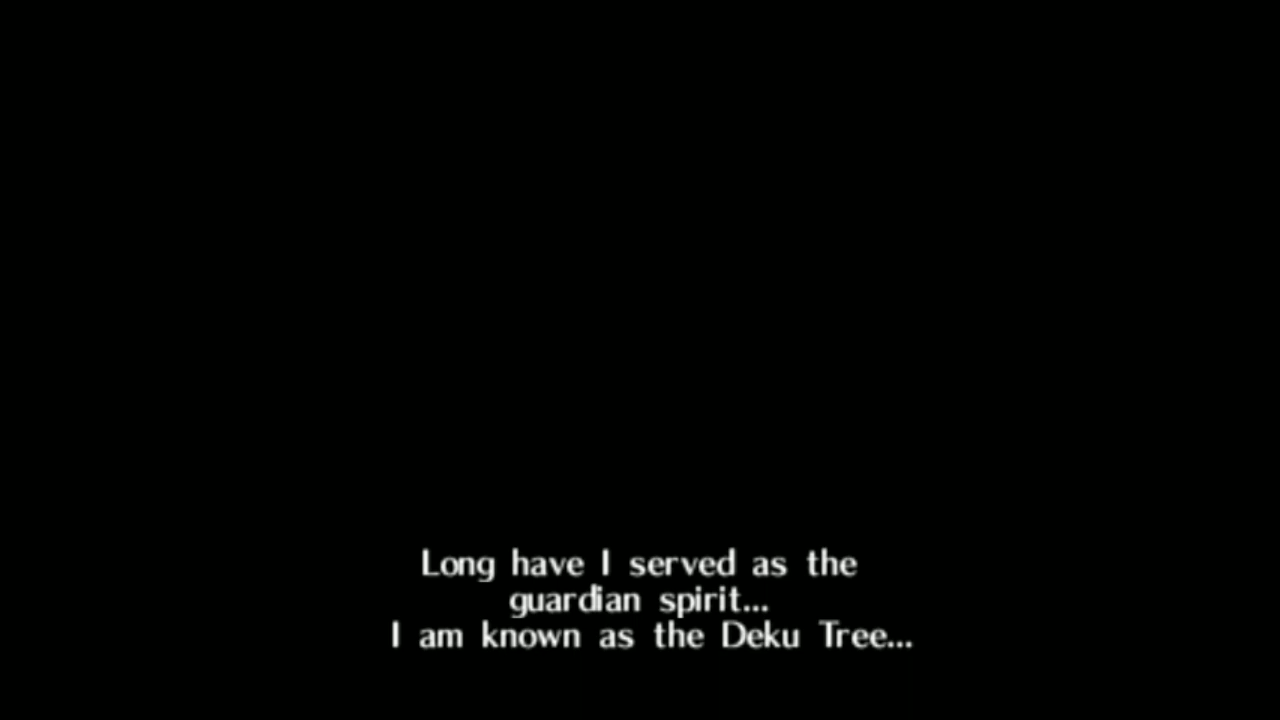 Long have I served as the
guardian spirit...
I am known as the Deku Tree...